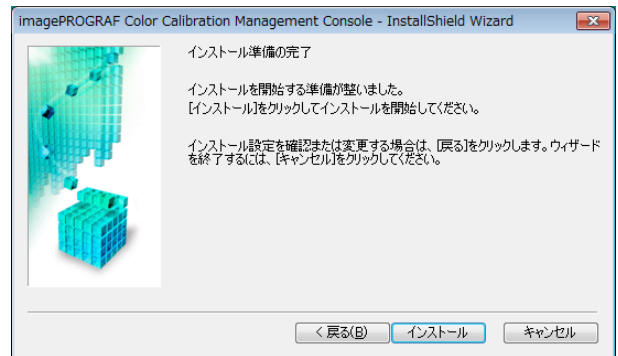 imagePROGRAF Color Calibration Management Console - InstallShield Wizard
インストール準備の完了
インストールを開始する準備が整いました。
[インストール]をクリックしてインストールを開始してください。
インストール設定を確認または変更する場合は、[戻る]をクリックします。ウィザード
を終了するには、[キャンセル]をクリックしてください。
< 戻る(B) インストール キャンセル